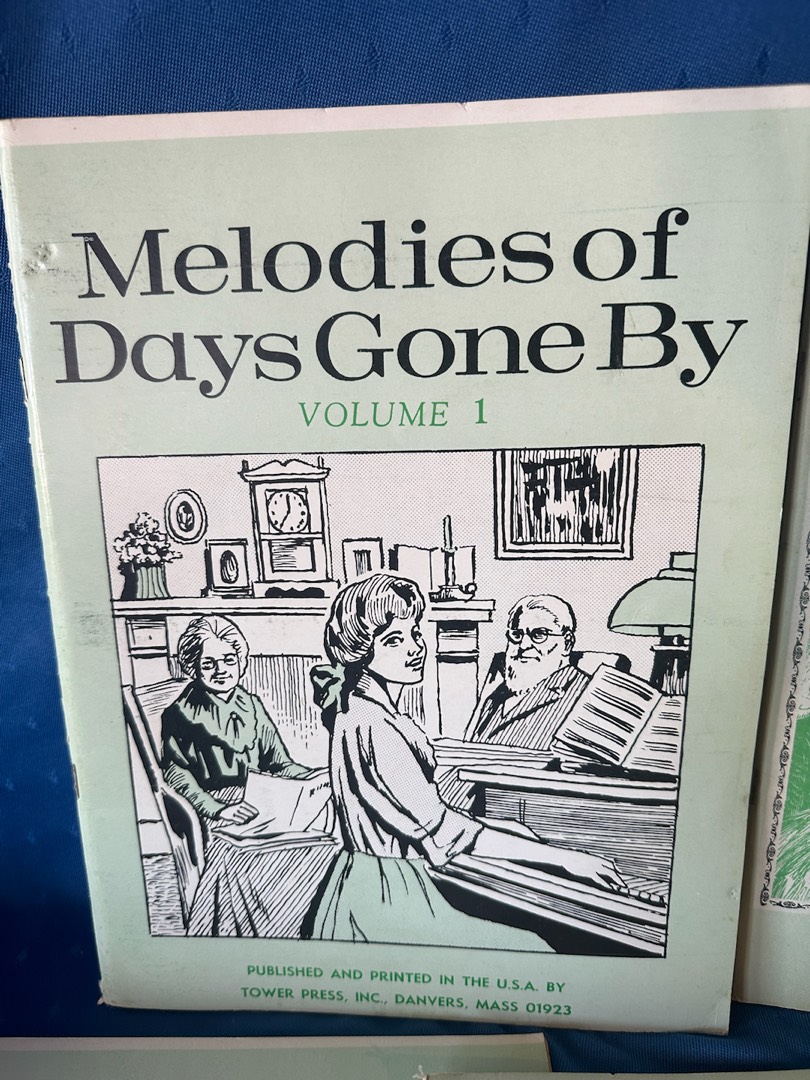 Melodies of
Days Gone By
VOLUME 1
PUBLISHED AND PRINTED IN THE U.S.A. BY
TOWER PRESS, INC., DANVERS, MASS 01923